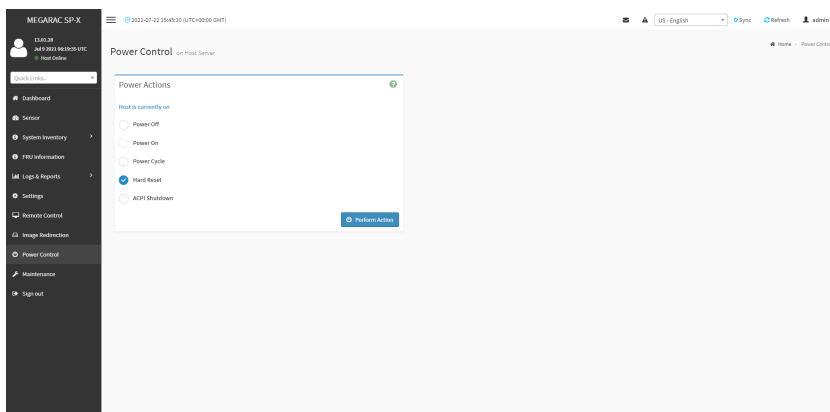 MEGARAC SP-X
2021-07-22 15:45:10 (UTC+00:00 GMT)
US - English
Sync
Refresh
admin
13.01.28
Jul 9 2021 06:19:35 UTC
Host Online
Quick Links..
Dashboard
Sensor
System Inventory
FRU Information
Logs & Reports
Settings
Remote Control
Image Redirection
Power Control
Maintenance
Sign out
Power Control on Host Server
Home > Power Contro
Power Actions
Host is currently on
Power Off
Power On
Power Cycle
Hard Reset
ACPI Shutdown
Perform Action